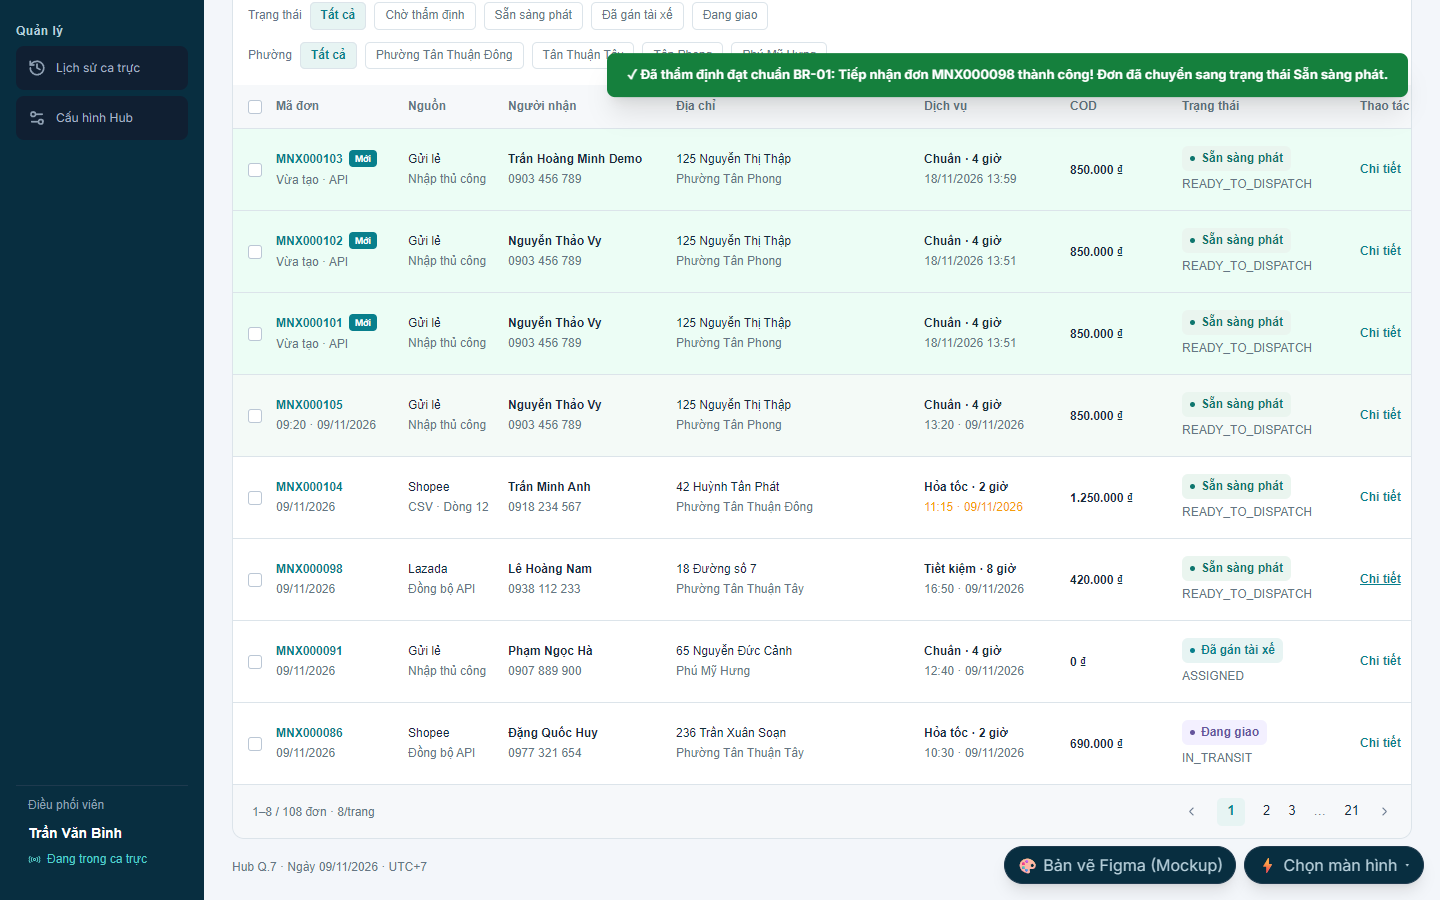 Quản lý
Lịch sử ca trực
Cấu hình Hub
Điều phối viên
Trần Văn Bình
Đang trong ca trực
Trạng thái Tất cả Chờ thẩm định Sẵn sàng phát Đã gán tài xế Đang giao
Phường Tất cả Phường Tân Thuận Đông Tân Thuận Tây Tân Phong Phú Mỹ Hưng
✓ Đã thẩm định đạt chuẩn BR-01: Tiếp nhận đơn MNX000098 thành công! Đơn đã chuyển sang trạng thái Sẵn sàng phát.
Mã đơn Nguồn Người nhận Địa chỉ Dịch vụ COD Trạng thái Thao tác
MNX000103 Mới Gửi lẻ Trần Hoàng Minh Demo 125 Nguyễn Thị Thập Chuẩn · 4 giờ 850.000 ₫ Sẵn sàng phát Chi tiết
Vừa tạo · API Nhập thủ công 0903 456 789 Phường Tân Phong 18/11/2026 13:59 READY_TO_DISPATCH
MNX000102 Mới Gửi lẻ Nguyễn Thảo Vy 125 Nguyễn Thị Thập Chuẩn · 4 giờ 850.000 ₫ Sẵn sàng phát Chi tiết
Vừa tạo · API Nhập thủ công 0903 456 789 Phường Tân Phong 18/11/2026 13:51 READY_TO_DISPATCH
MNX000101 Mới Gửi lẻ Nguyễn Thảo Vy 125 Nguyễn Thị Thập Chuẩn · 4 giờ 850.000 ₫ Sẵn sàng phát Chi tiết
Vừa tạo · API Nhập thủ công 0903 456 789 Phường Tân Phong 18/11/2026 13:51 READY_TO_DISPATCH
MNX000105 Gửi lẻ Nguyễn Thảo Vy 125 Nguyễn Thị Thập Chuẩn · 4 giờ 850.000 ₫ Sẵn sàng phát Chi tiết
09:20 · 09/11/2026 Nhập thủ công 0903 456 789 Phường Tân Phong 13:20 · 09/11/2026 READY_TO_DISPATCH
MNX000104 Shopee Trần Minh Anh 42 Huỳnh Tấn Phát Hỏa tốc · 2 giờ 1.250.000 ₫ Sẵn sàng phát Chi tiết
09/11/2026 CSV · Dòng 12 0918 234 567 Phường Tân Thuận Đông 11:15 · 09/11/2026 READY_TO_DISPATCH
MNX000098 Lazada Lê Hoàng Nam 18 Đường số 7 Tiết kiệm · 8 giờ 420.000 ₫ Sẵn sàng phát Chi tiết
09/11/2026 Đồng bộ API 0938 112 233 Phường Tân Thuận Tây 16:50 · 09/11/2026 READY_TO_DISPATCH
MNX000091 Gửi lẻ Phạm Ngọc Hà 65 Nguyễn Đức Cảnh Chuẩn · 4 giờ 0 ₫ Đã gán tài xế Chi tiết
09/11/2026 Nhập thủ công 0907 889 900 Phú Mỹ Hưng 12:40 · 09/11/2026 ASSIGNED
MNX000086 Shopee Đặng Quốc Huy 236 Trần Xuân Soạn Hỏa tốc · 2 giờ 690.000 ₫ Đang giao Chi tiết
09/11/2026 Đồng bộ API 0977 321 654 Phường Tân Thuận Tây 10:30 · 09/11/2026 IN_TRANSIT
1–8 / 108 đơn · 8/trang ‹ 1 2 3 … 21 ›
Hub Q.7 · Ngày 09/11/2026 · UTC+7
Bản vẽ Figma (Mockup) Chọn màn hình ·